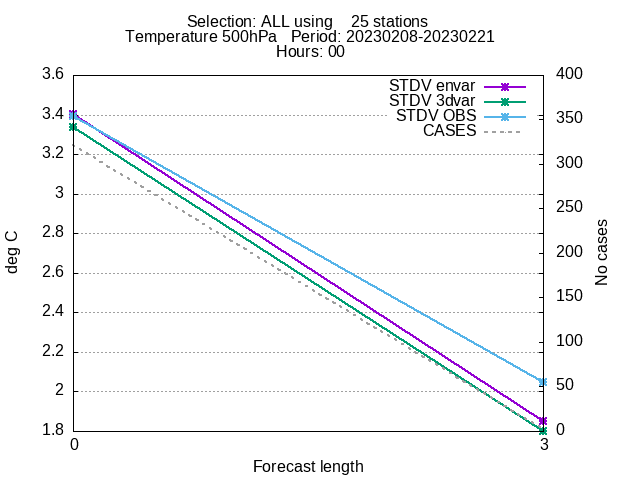 Selection: ALL using    25 stations
Temperature 500hPa   Period: 20230208-20230221
Hours: 00
STDV envar
STDV 3dvar
STDV OBS
CASES
3.6
3.4
3.2
3
2.8
2.6
2.4
2.2
2
1.8
deg C
400
350
300
250
200
150
100
50
0
No cases
0
3
Forecast length